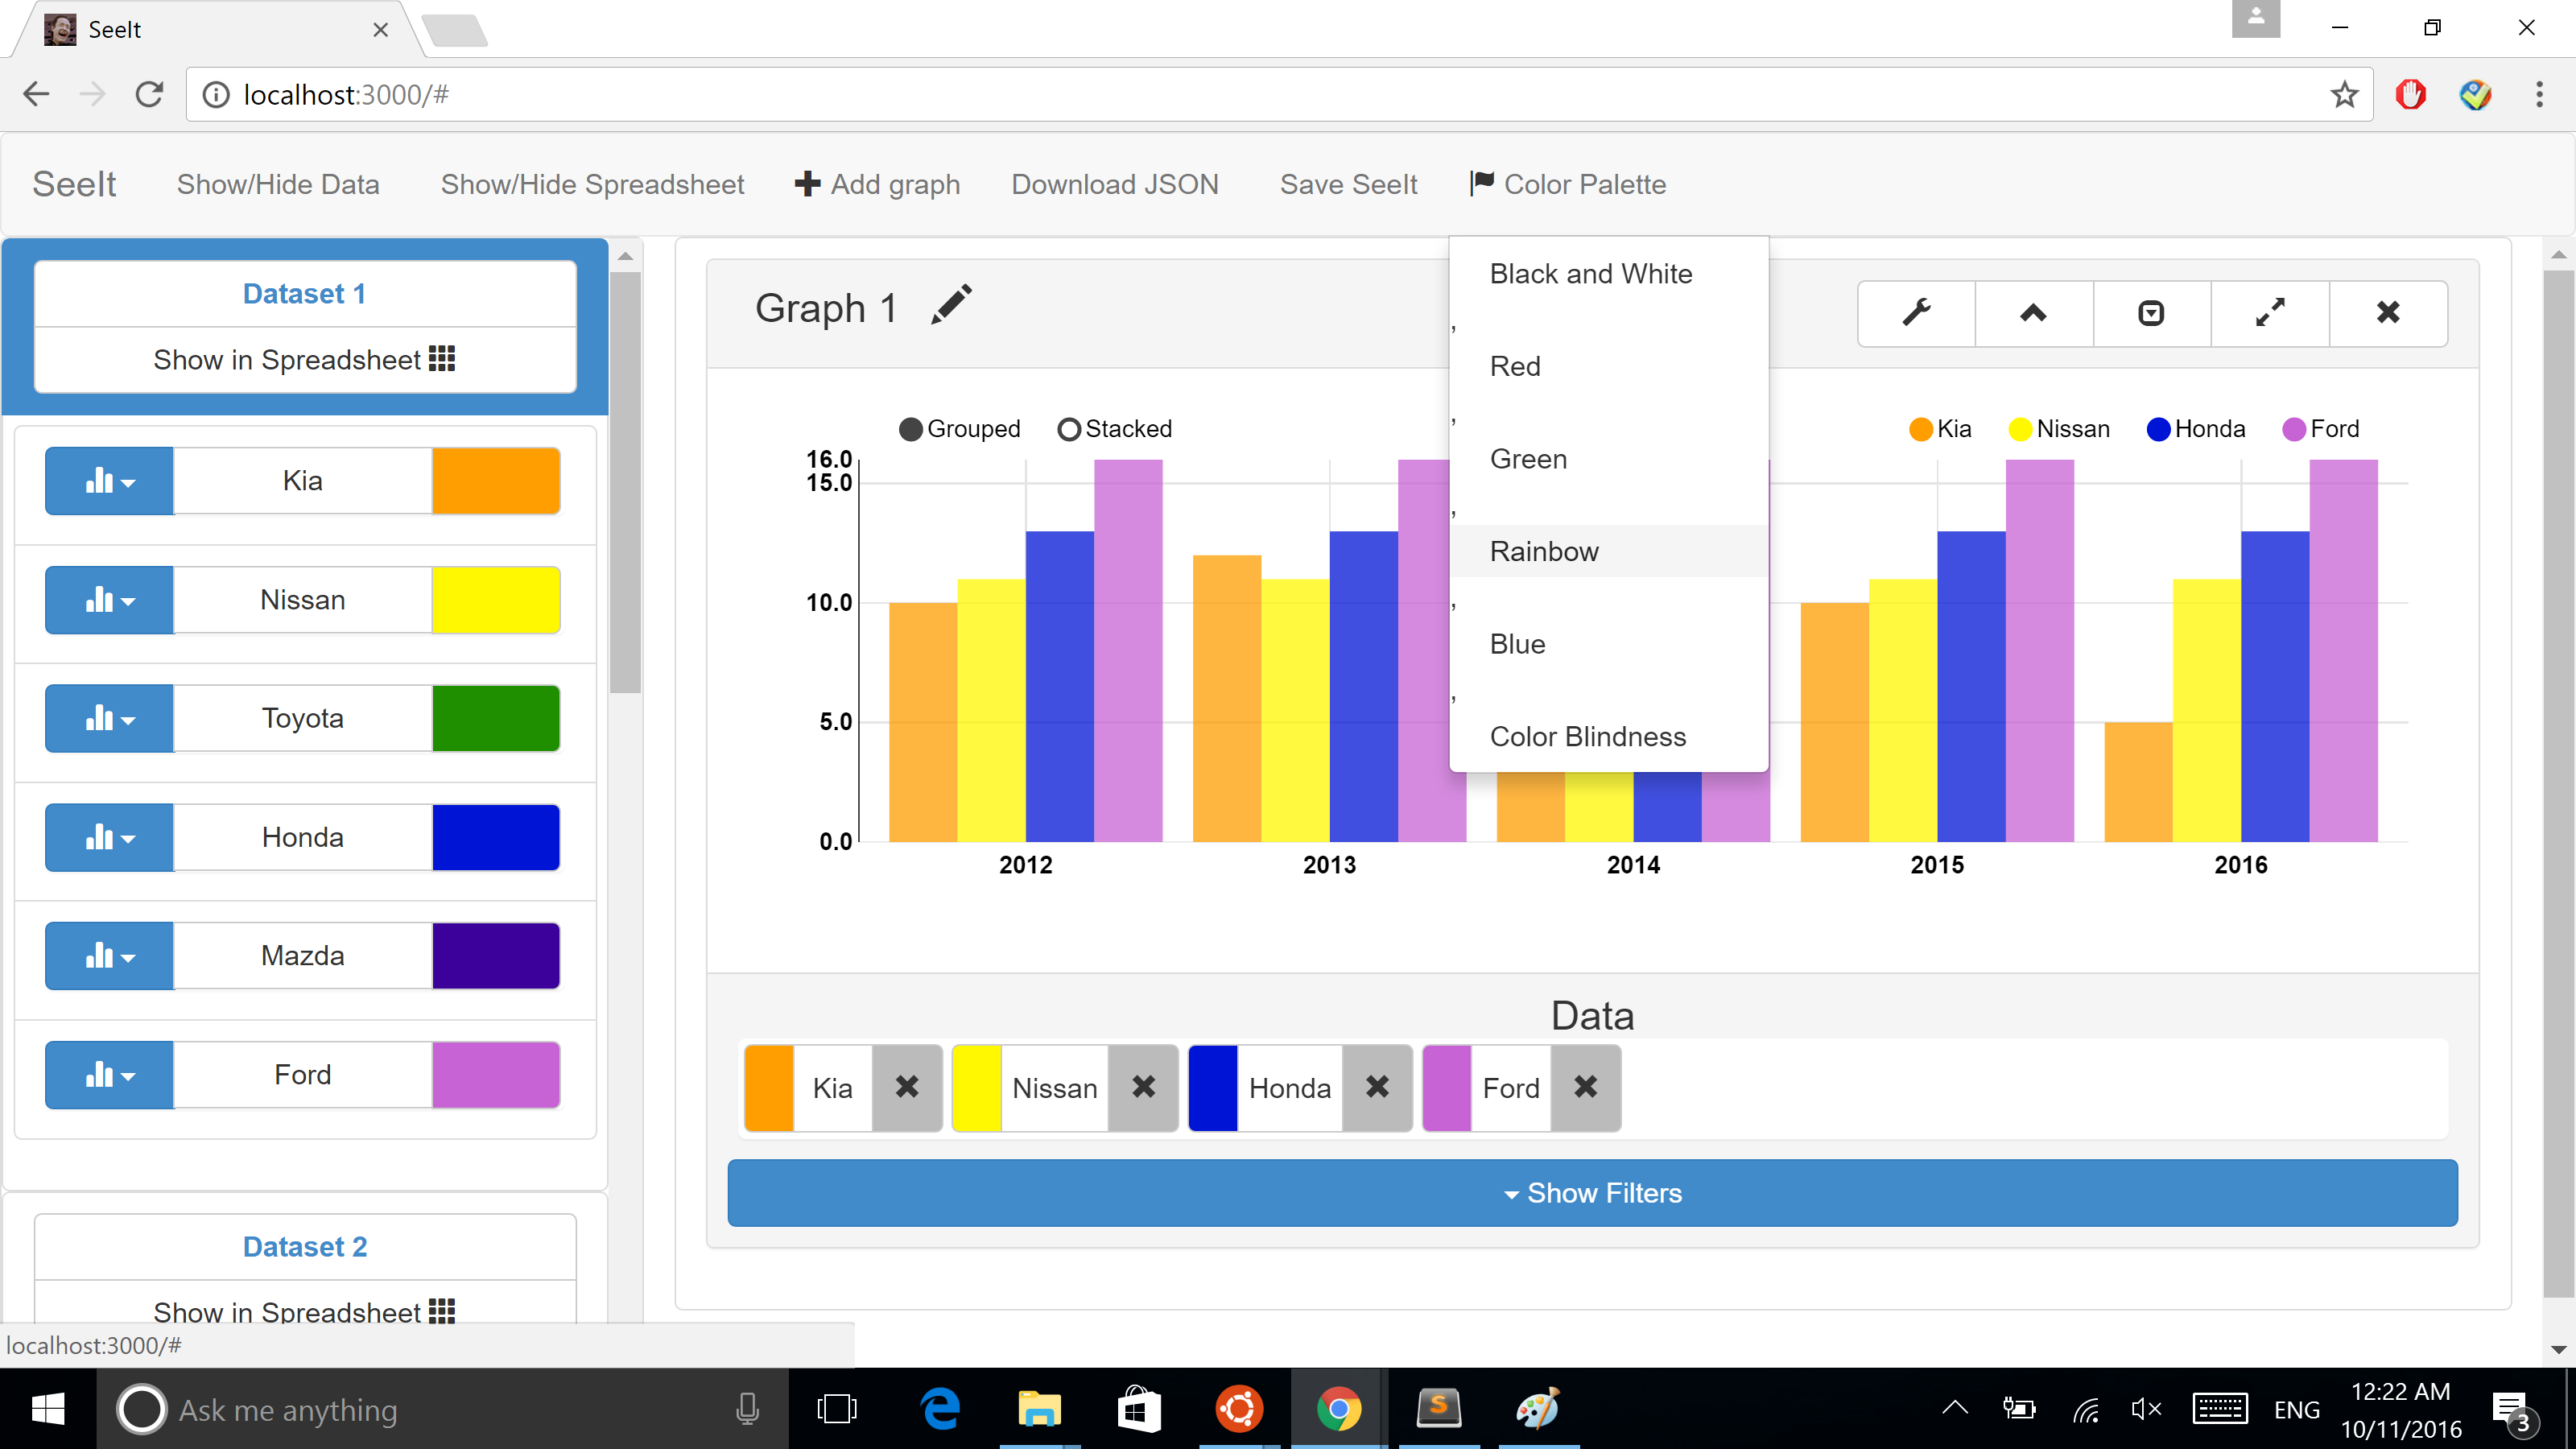 SeeIt
localhost:3000/#
SeeIt Show/Hide Data Show/Hide Spreadsheet Add graph Download JSON Save SeeIt Color Palette
Dataset 1
Show in Spreadsheet
Kia
Nissan
Toyota
Honda
Mazda
Ford
Dataset 2
Show in Spreadsheet
Graph 1
Black and White
,
Red
,
Green
,
Rainbow
,
Blue
,
Color Blindness
Grouped Stacked
Kia Nissan Honda Ford
16.0
15.0
10.0
5.0
0.0
2012 2013 2014 2015 2016
Data
Kia Nissan Honda Ford
Show Filters
localhost:3000/#
Ask me anything
S
ENG
12:22 AM
10/11/2016
3